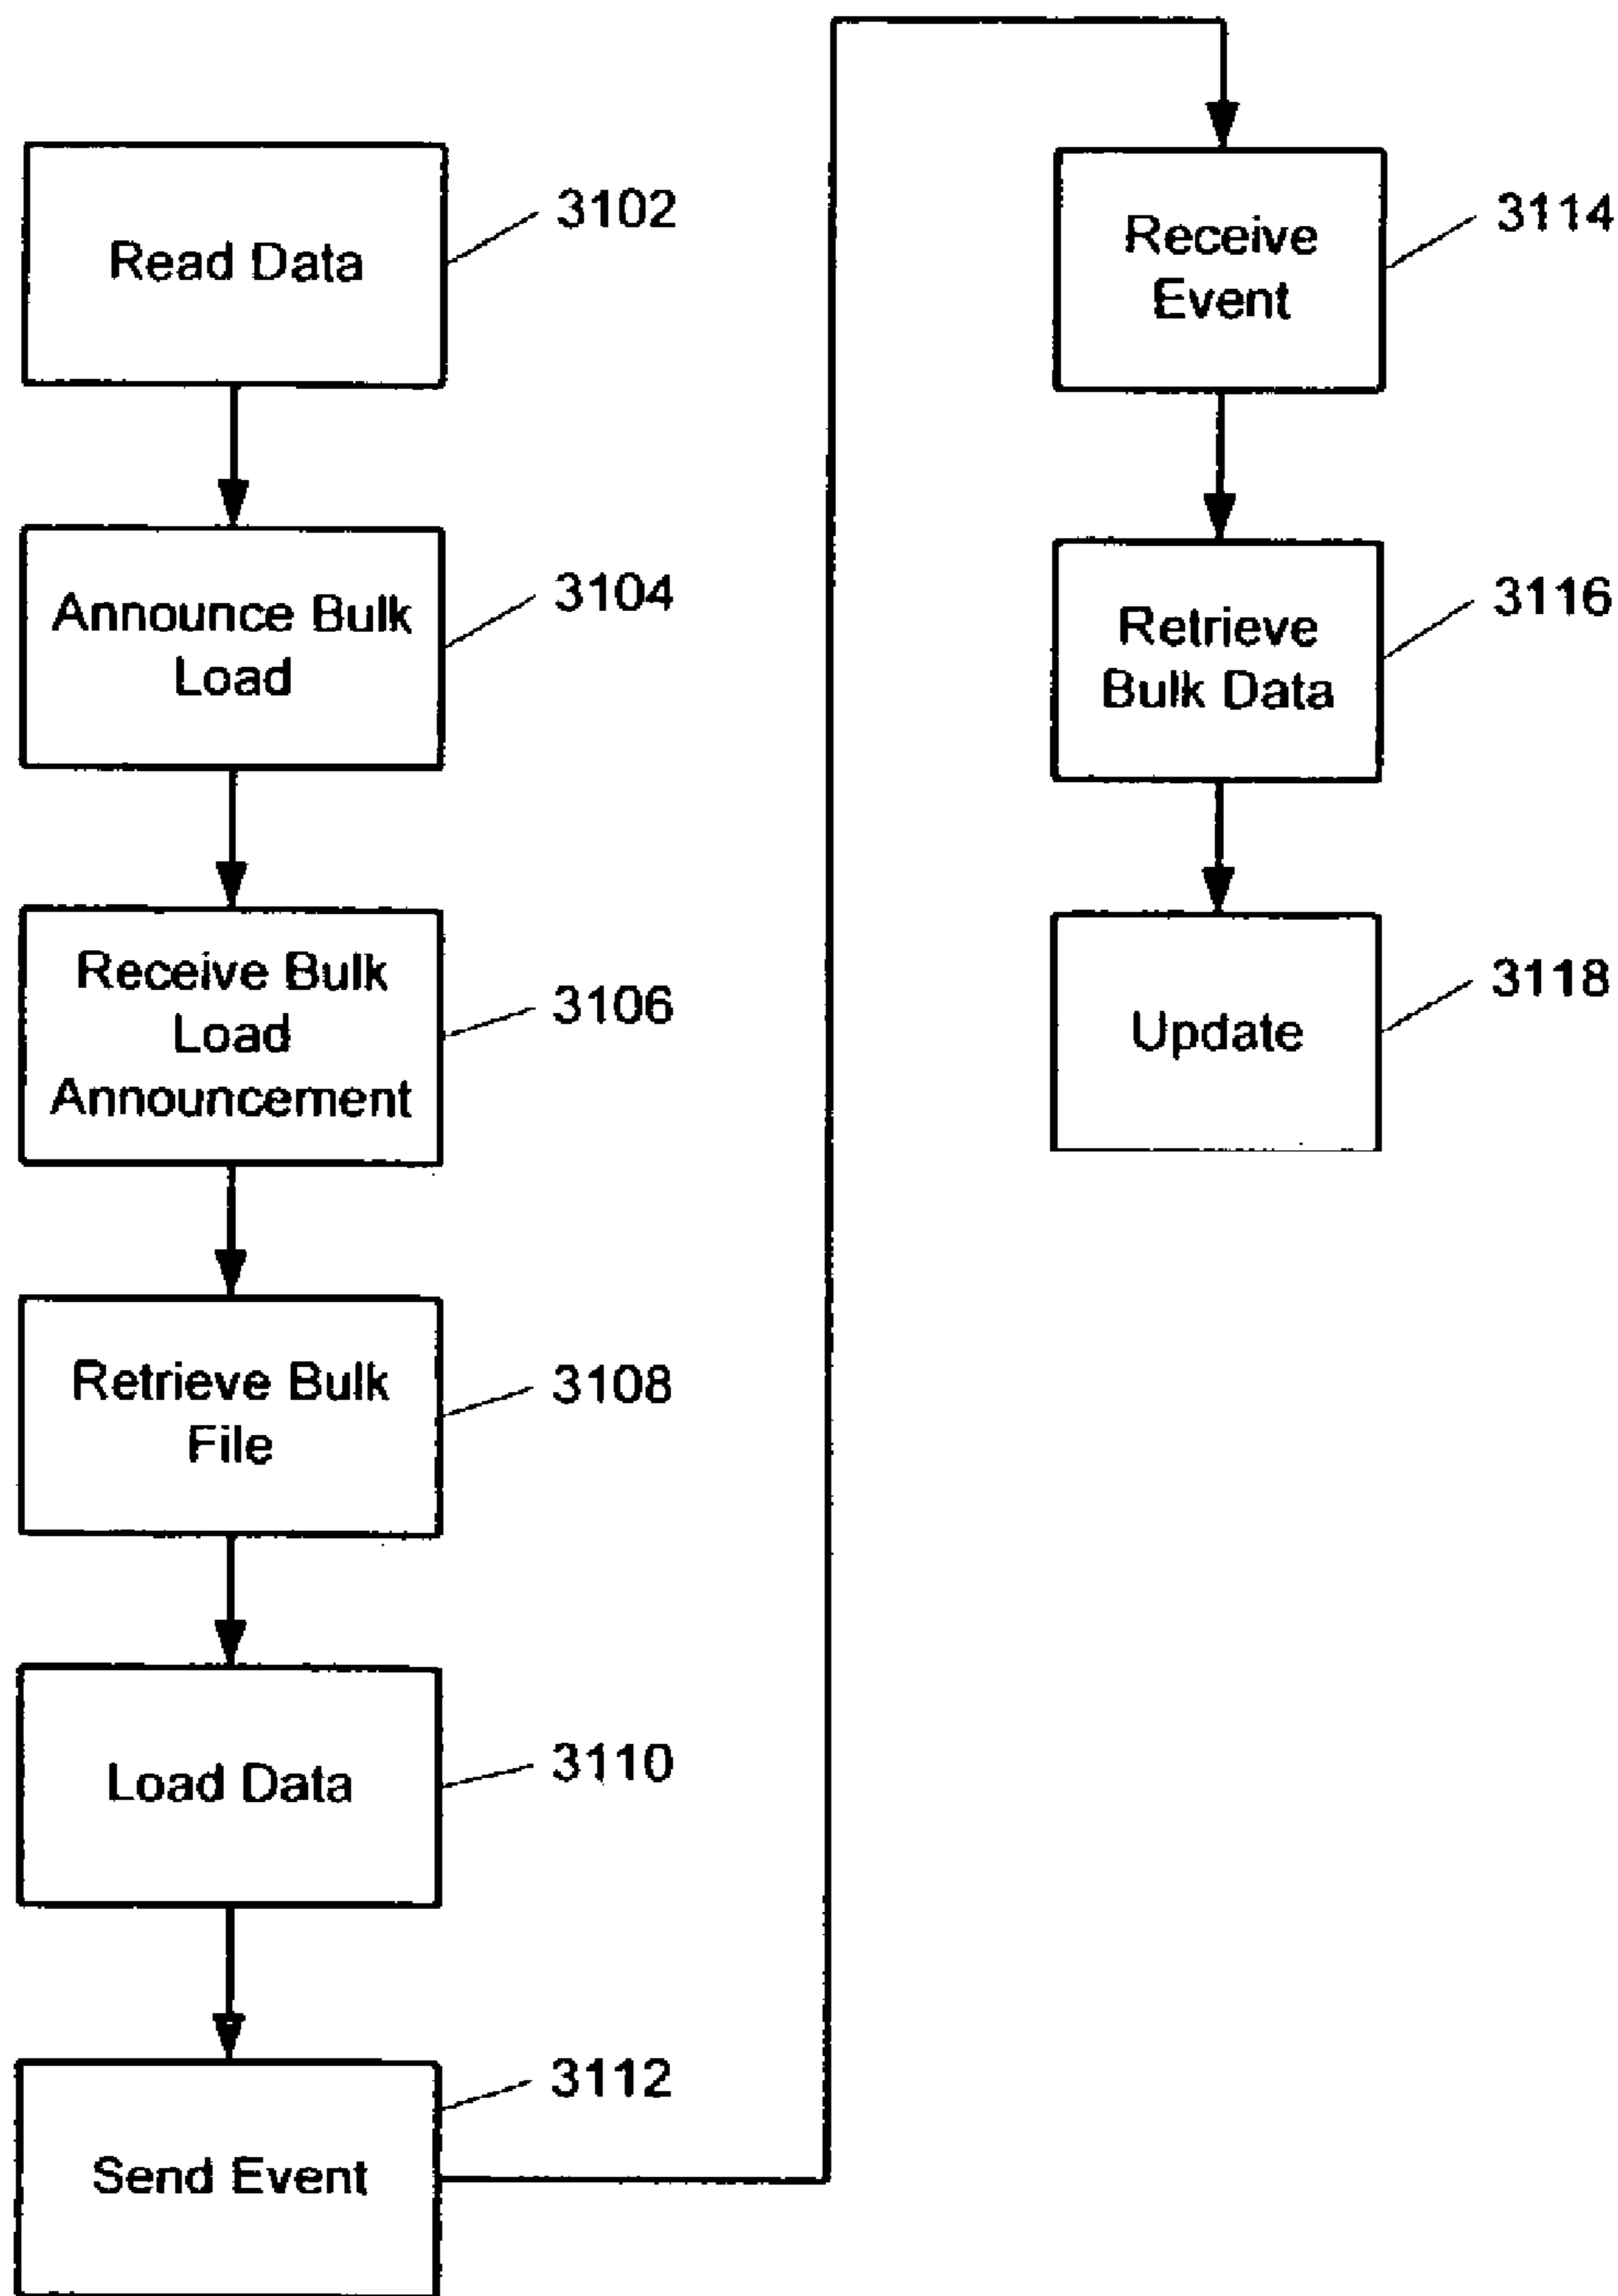 Read Data
3102
Announce Bulk
Load
3104
Receive Bulk
Load
Announcement
3106
Retrieve Bulk
File
3108
Load Data
3110
Send Event
3112
Receive
Event
3114
Retrieve
Bulk Data
3116
Update
3118